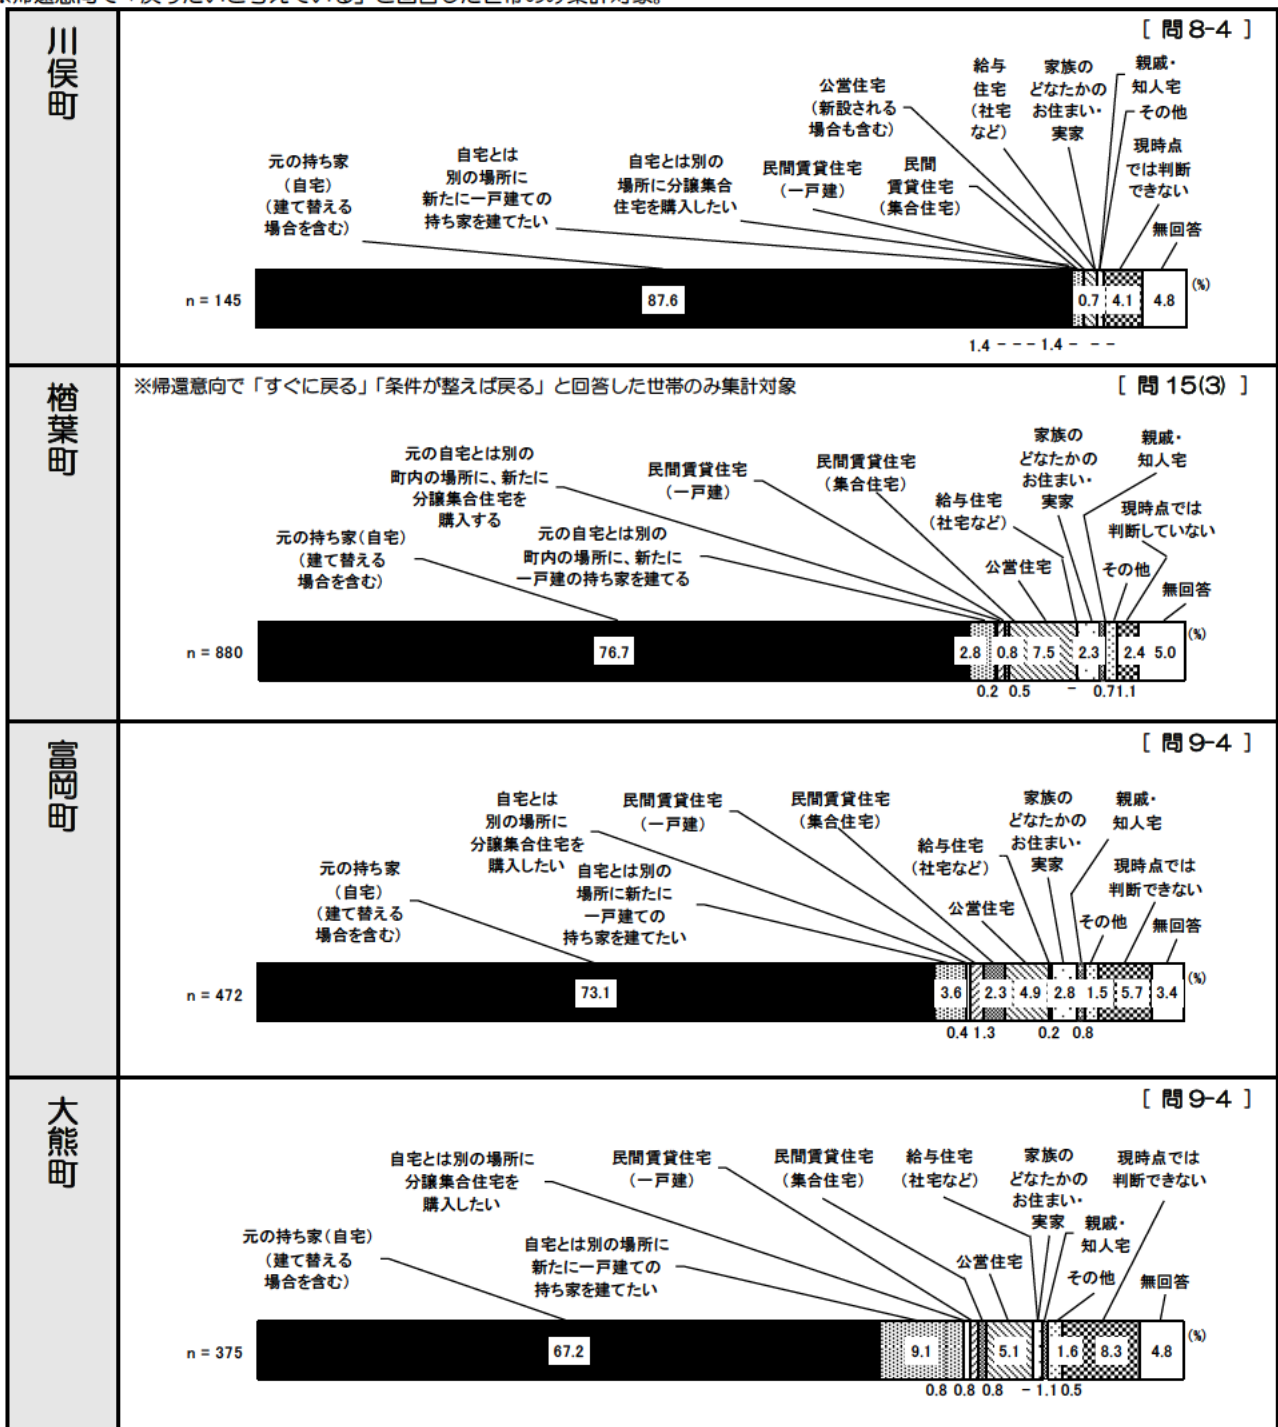 ※帰還意向で「戻りたいと考えている」と回答した世帯のみ集計対象。
川俣町
[ 問8-4 ]
元の持ち家
(自宅)
(建て替える
場合を含む)
自宅とは
別の場所に
新たに一戸建ての
持ち家を建てたい
自宅とは別の
場所に分譲集合
住宅を購入したい
民間賃貸住宅
(一戸建)
公営住宅
(新設される
場合も含む)
民間
賃貸住宅
(集合住宅)
給与
住宅
(社宅
など)
家族の
どなたかの
お住まい・
実家
親戚・
知人宅
その他
現時点
では判断
できない
無回答
n = 145
87.6
0.7
4.1
4.8
(%)
1.4 - - - 1.4 - - -
楢葉町
※帰還意向で「すぐに戻る」「条件が整えば戻る」と回答した世帯のみ集計対象
[ 問15(3) ]
元の持ち家(自宅)
(建て替える
場合を含む)
元の自宅とは別の
町内の場所に、新たに
分譲集合住宅を
購入する
元の自宅とは別の
町内の場所に、新たに
一戸建の持ち家を建てる
民間賃貸住宅
(一戸建)
民間賃貸住宅
(集合住宅)
給与住宅
(社宅など)
公営住宅
家族の
どなたかの
お住まい・
実家
親戚・
知人宅
現時点では
判断していない
その他
無回答
n = 880
76.7
2.8
0.8
7.5
2.3
2.4
5.0
(%)
0.2 0.5 - 0.7 1.1
富岡町
[ 問9-4 ]
元の持ち家
(自宅)
(建て替える
場合を含む)
自宅とは
別の場所に
分譲集合住宅を
購入したい
自宅とは別の
場所に新たに
一戸建ての
持ち家を建てたい
民間賃貸住宅
(一戸建)
民間賃貸住宅
(集合住宅)
給与住宅
(社宅など)
公営住宅
家族の
どなたかの
お住まい・
実家
親戚・
知人宅
現時点では
判断できない
その他
無回答
n = 472
73.1
3.6
2.3
4.9
2.8
1.5
5.7
3.4
(%)
0.4 1.3 0.2 0.8
大熊町
[ 問9-4 ]
元の持ち家(自宅)
(建て替える
場合を含む)
自宅とは別の場所に
分譲集合住宅を
購入したい
自宅とは別の場所に
新たに一戸建ての
持ち家を建てたい
民間賃貸住宅
(一戸建)
民間賃貸住宅
(集合住宅)
公営住宅
給与住宅
(社宅など)
家族の
どなたかの
お住まい・
実家
親戚・
知人宅
その他
現時点では
判断できない
無回答
n = 375
67.2
9.1
5.1
1.6
8.3
4.8
(%)
0.8 0.8 0.8 - 1.1 0.5